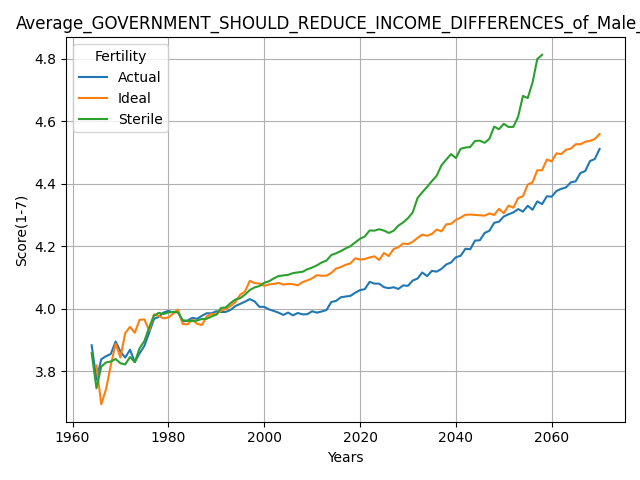 Average_GOVERNMENT_SHOULD_REDUCE_INCOME_DIFFERENCES_of_Male_
Fertility
Actual
Ideal
Sterile
Score(1-7)
4.8
4.6
4.4
4.2
4.0
3.8
1960 1980 2000 2020 2040 2060
Years